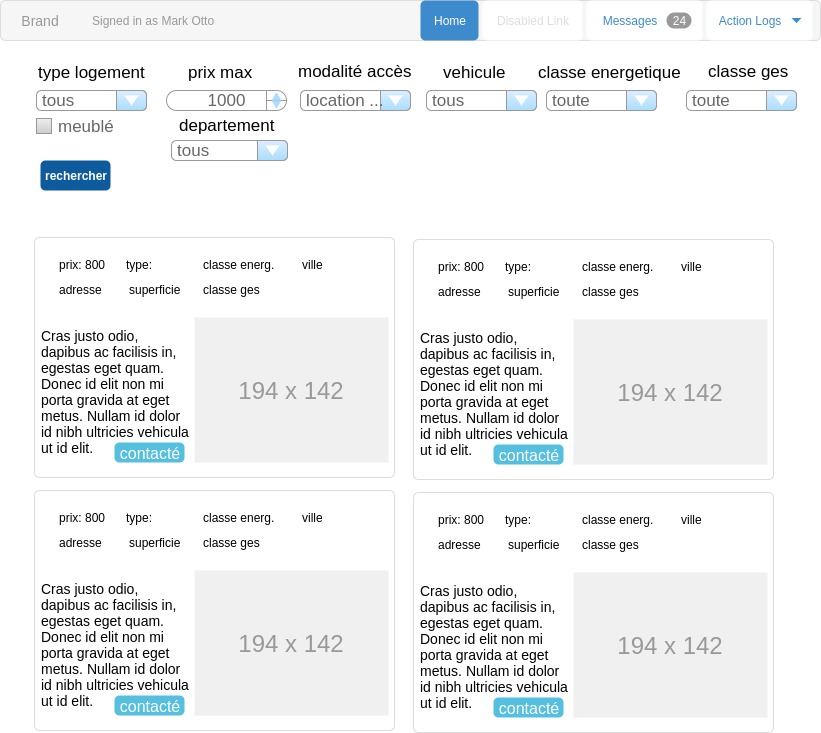 Brand Signed in as Mark Otto Home Disabled Link Messages 24 Action Logs
type logement prix max modalité accès vehicule classe energetique classe ges
tous 1000 location ... tous toute toute
meublé departement
tous
rechercher
prix: 800 type: classe energ. ville
adresse superficie classe ges
Cras justo odio,
dapibus ac facilisis in,
egestas eget quam.
Donec id elit non mi
porta gravida at eget
metus. Nullam id dolor
id nibh ultricies vehicula
ut id elit. contacté
194 x 142
prix: 800 type: classe energ. ville
adresse superficie classe ges
Cras justo odio,
dapibus ac facilisis in,
egestas eget quam.
Donec id elit non mi
porta gravida at eget
metus. Nullam id dolor
id nibh ultricies vehicula
ut id elit. contacté
194 x 142
prix: 800 type: classe energ. ville
adresse superficie classe ges
Cras justo odio,
dapibus ac facilisis in,
egestas eget quam.
Donec id elit non mi
porta gravida at eget
metus. Nullam id dolor
id nibh ultricies vehicula
ut id elit. contacté
194 x 142
prix: 800 type: classe energ. ville
adresse superficie classe ges
Cras justo odio,
dapibus ac facilisis in,
egestas eget quam.
Donec id elit non mi
porta gravida at eget
metus. Nullam id dolor
id nibh ultricies vehicula
ut id elit. contacté
194 x 142